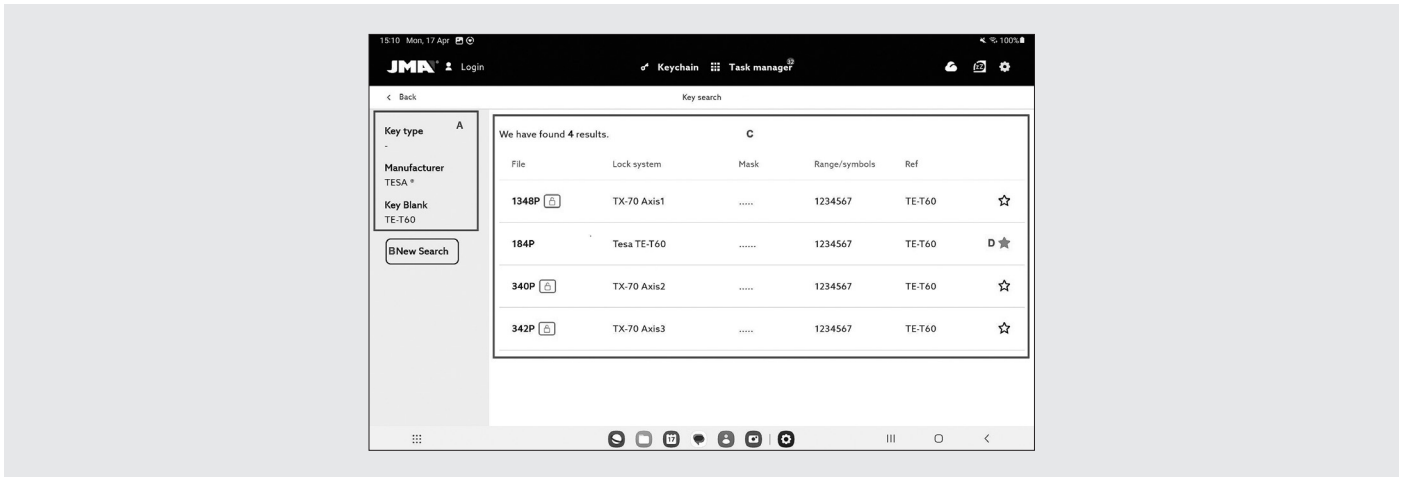 15:10 Mon, 17 Apr 100%
JMA Login Keychain Task manager 32
Back Key search
Key type A
-
Manufacturer
TESA *
Key Blank
TE-T60
BNew Search
We have found 4 results. C
File Lock system Mask Range/symbols Ref
1348P TX-70 Axis1 ..... 1234567 TE-T60
184P Tesa TE-T60 ...... 1234567 TE-T60 D
340P TX-70 Axis2 ..... 1234567 TE-T60
342P TX-70 Axis3 ..... 1234567 TE-T60
17